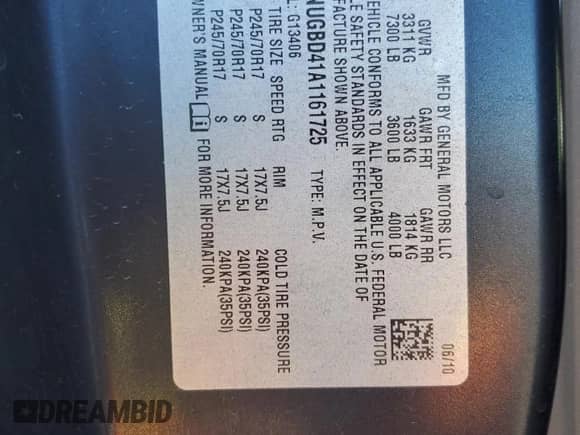 MFD BY GENERAL MOTORS LLC
06/10
GVWR GAWR FRT GAWR RR
3311 KG 1633 KG 1814 KG
7300 LB 3600 LB 4000 LB
VEHICLE CONFORMS TO ALL APPLICABLE U.S. FEDERAL MOTOR
LE SAFETY STANDARDS IN EFFECT ON THE DATE OF
FACTURE SHOWN ABOVE.
NUGBD41A1161725 TYPE: M.P.V.
L: G13406
TIRE SIZE SPEED RTG RIM COLD TIRE PRESSURE
P245/70R17 S 17X7.5J 240KPA(35PSI)
P245/70R17 S 17X7.5J 240KPA(35PSI)
P245/70R17 S 17X7.5J 240KPA(35PSI)
WNER'S MANUAL FOR MORE INFORMATION.
DREAMBID